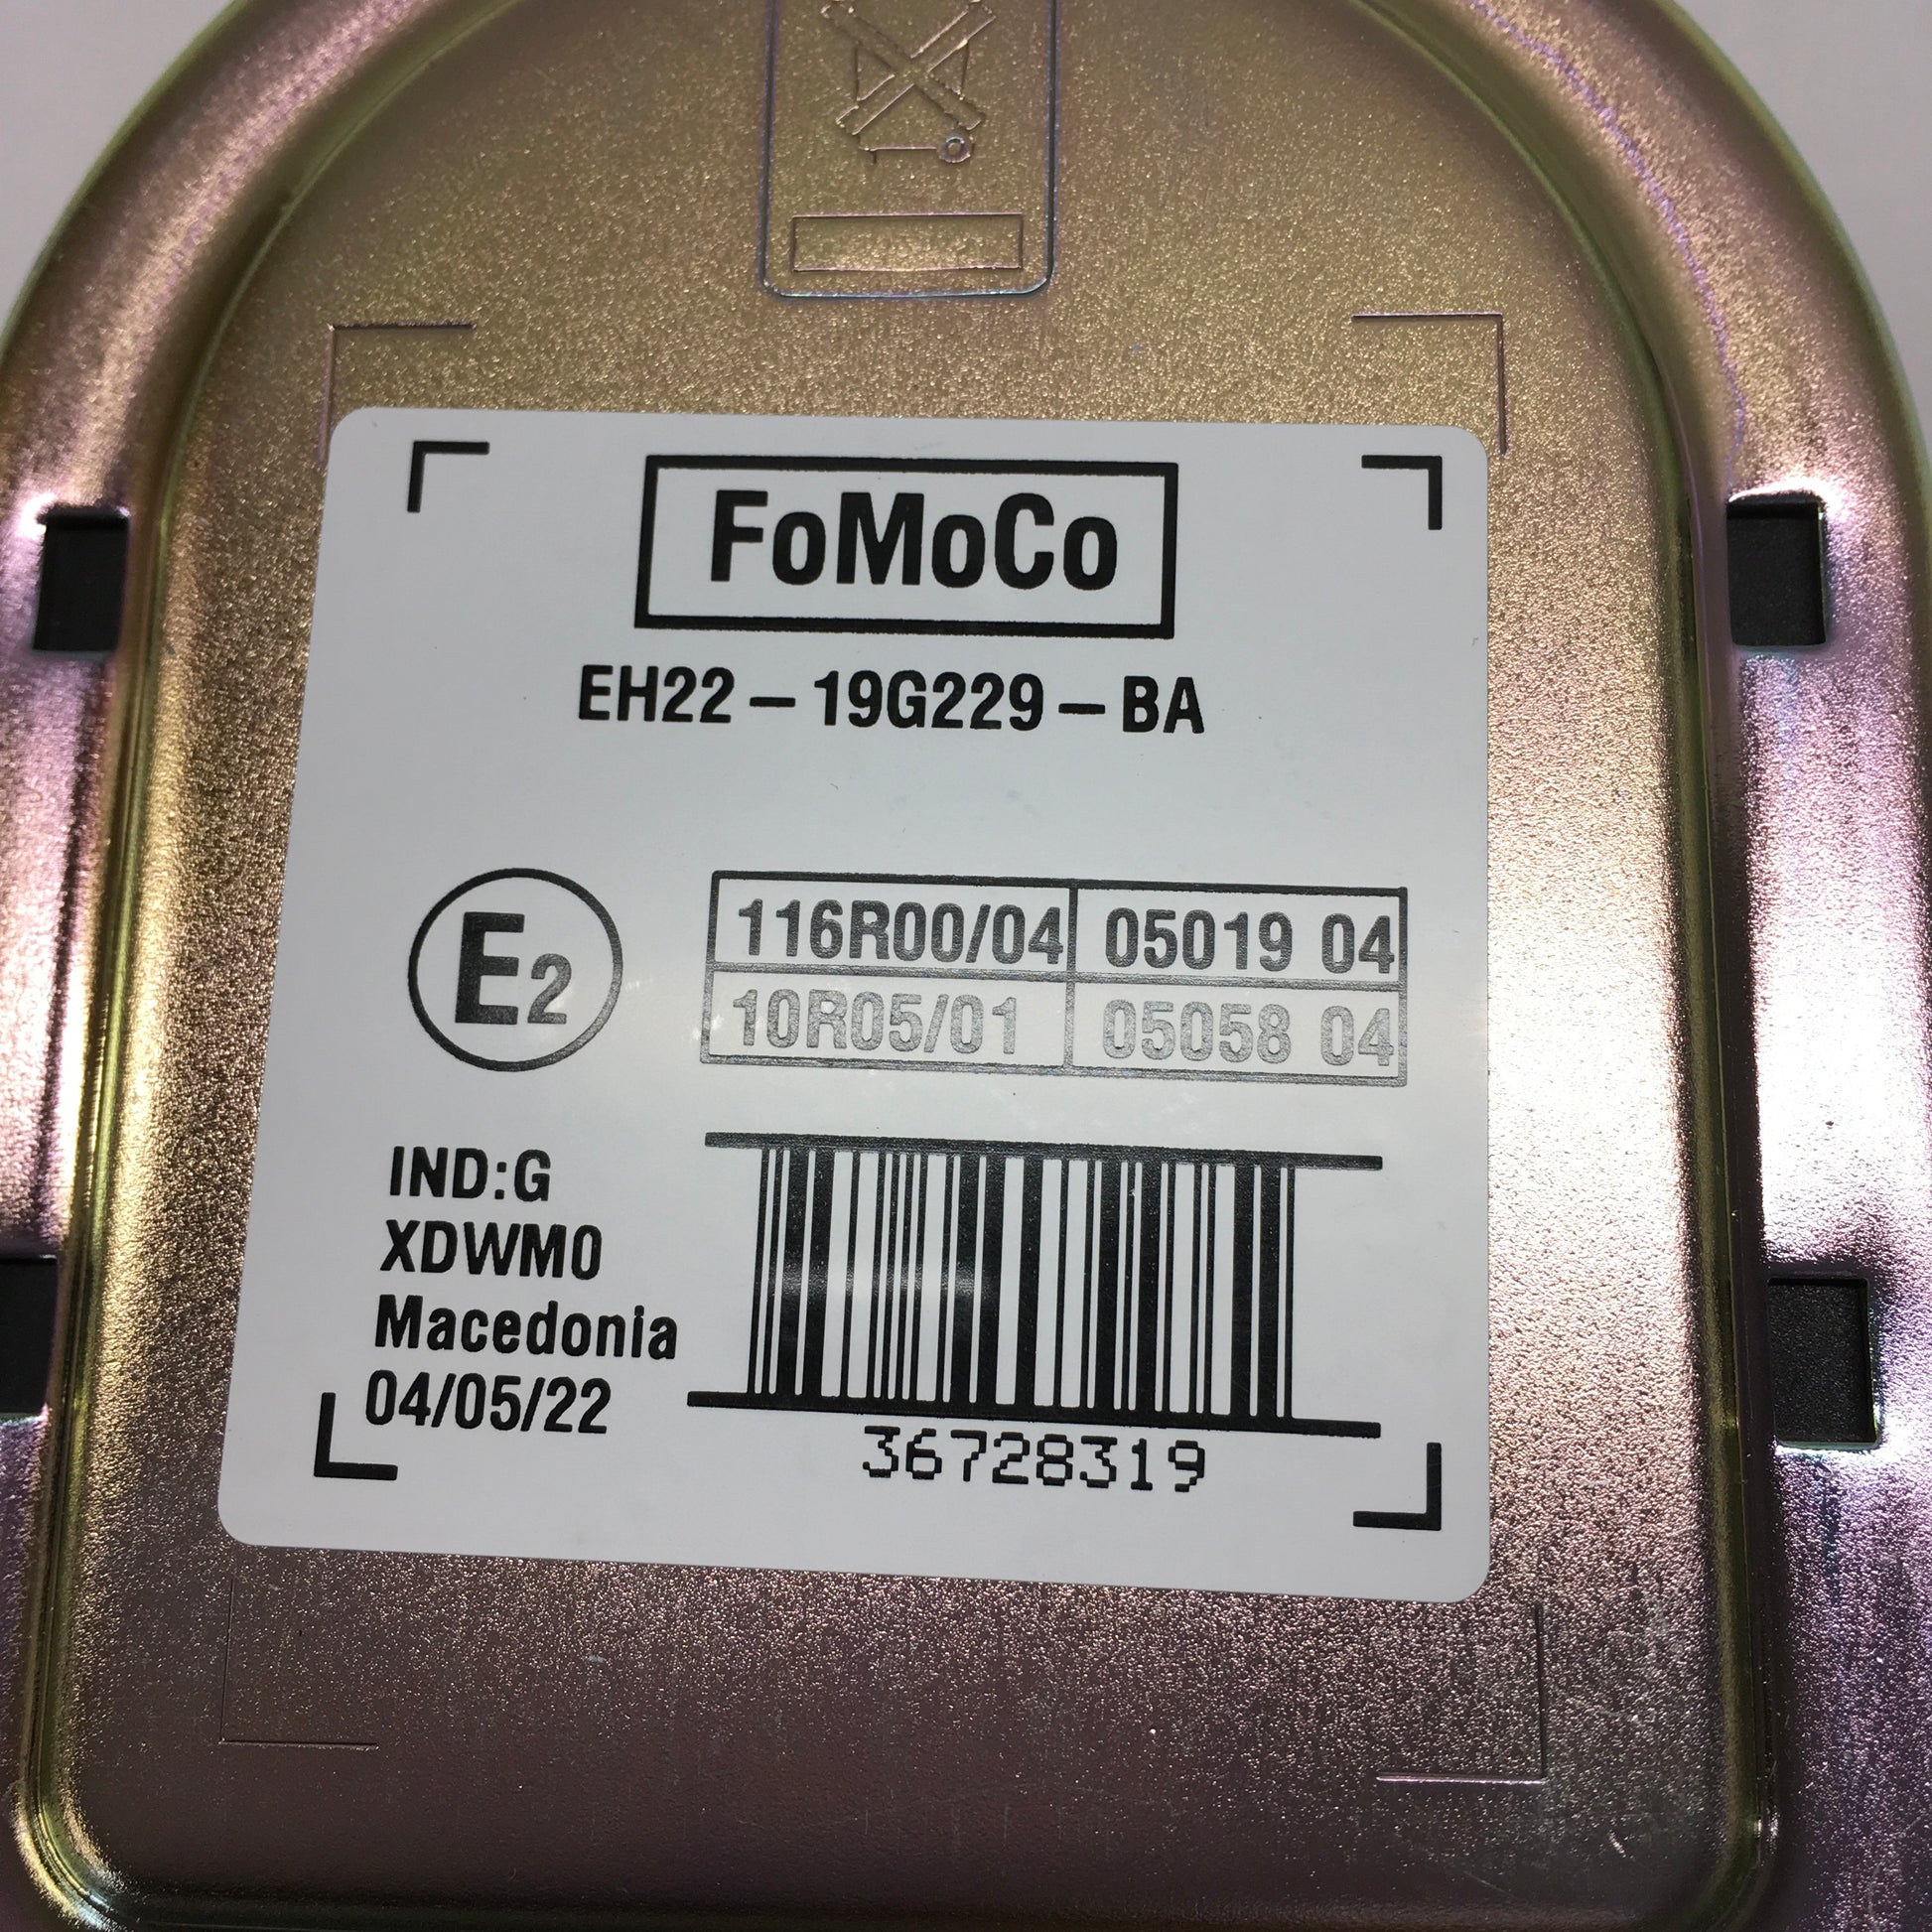 FoMoCo
EH22-19G229-BA
E2
116R00/04 05019 04
10R05/01 05058 04
IND:G
XDWM0
Macedonia
04/05/22
36728319